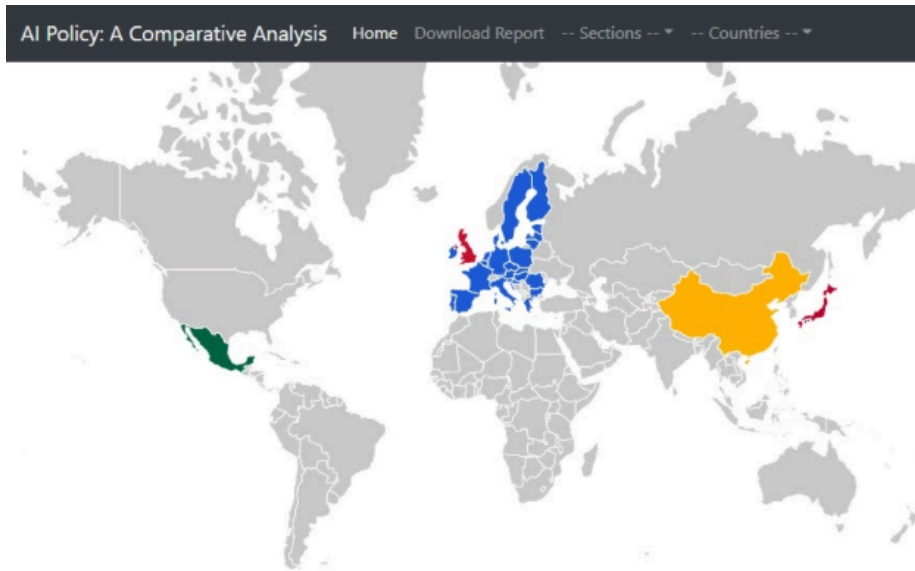 AI Policy: A Comparative Analysis Home Download Report -- Sections -- -- Countries --